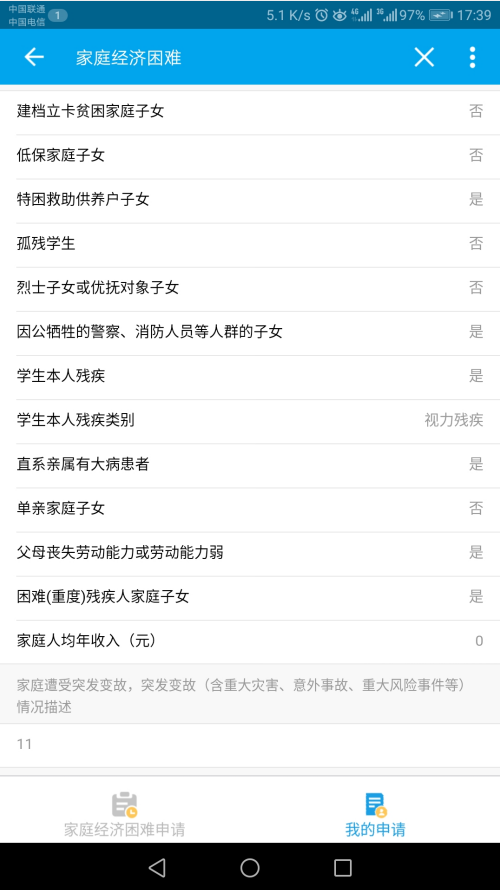 中国联通
中国电信 1 5.1 K/s 4G 3G 97% 17:39
家庭经济困难
建档立卡贫困家庭子女 否
低保家庭子女 否
特困救助供养户子女 是
孤残学生 否
烈士子女或优抚对象子女 否
因公牺牲的警察、消防人员等人群的子女 是
学生本人残疾 是
学生本人残疾类别 视力残疾
直系亲属有大病患者 是
单亲家庭子女 否
父母丧失劳动能力或劳动能力弱 是
困难(重度)残疾人家庭子女 是
家庭人均年收入（元） 0
家庭遭受突发变故，突发变故（含重大灾害、意外事故、重大风险事件等）
情况描述
11
家庭经济困难申请 我的申请